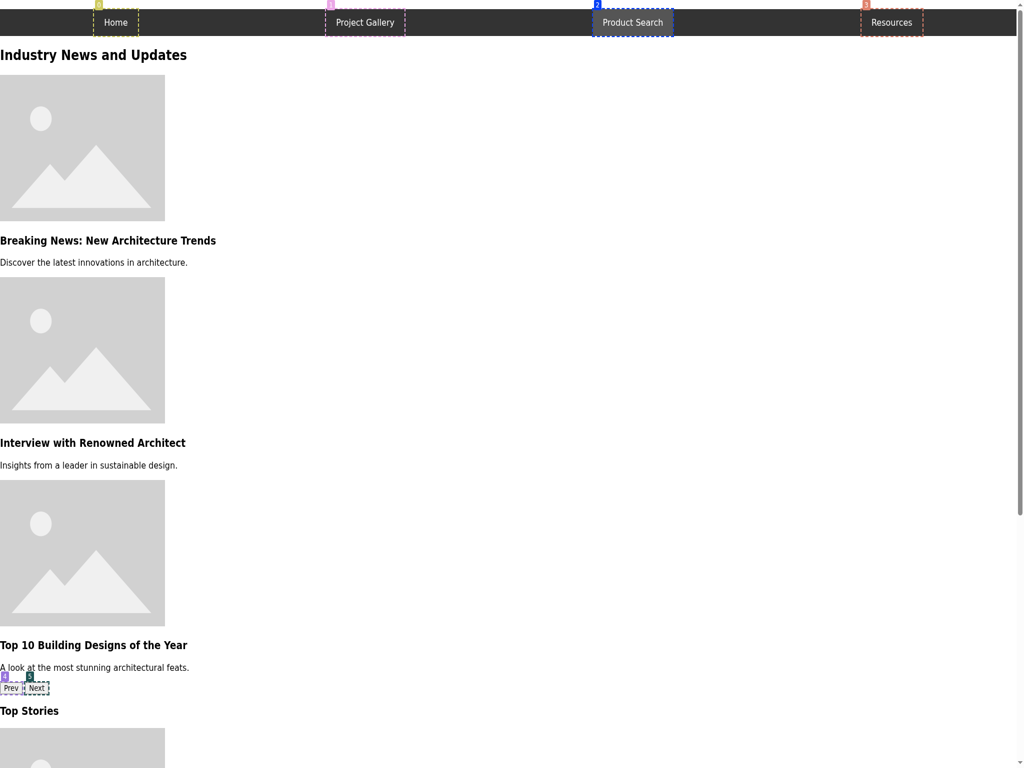 0 1 2 3
Home Project Gallery Product Search Resources
Industry News and Updates
Breaking News: New Architecture Trends
Discover the latest innovations in architecture.
Interview with Renowned Architect
Insights from a leader in sustainable design.
Top 10 Building Designs of the Year
A look at the most stunning architectural feats.
4 5
Prev Next
Top Stories